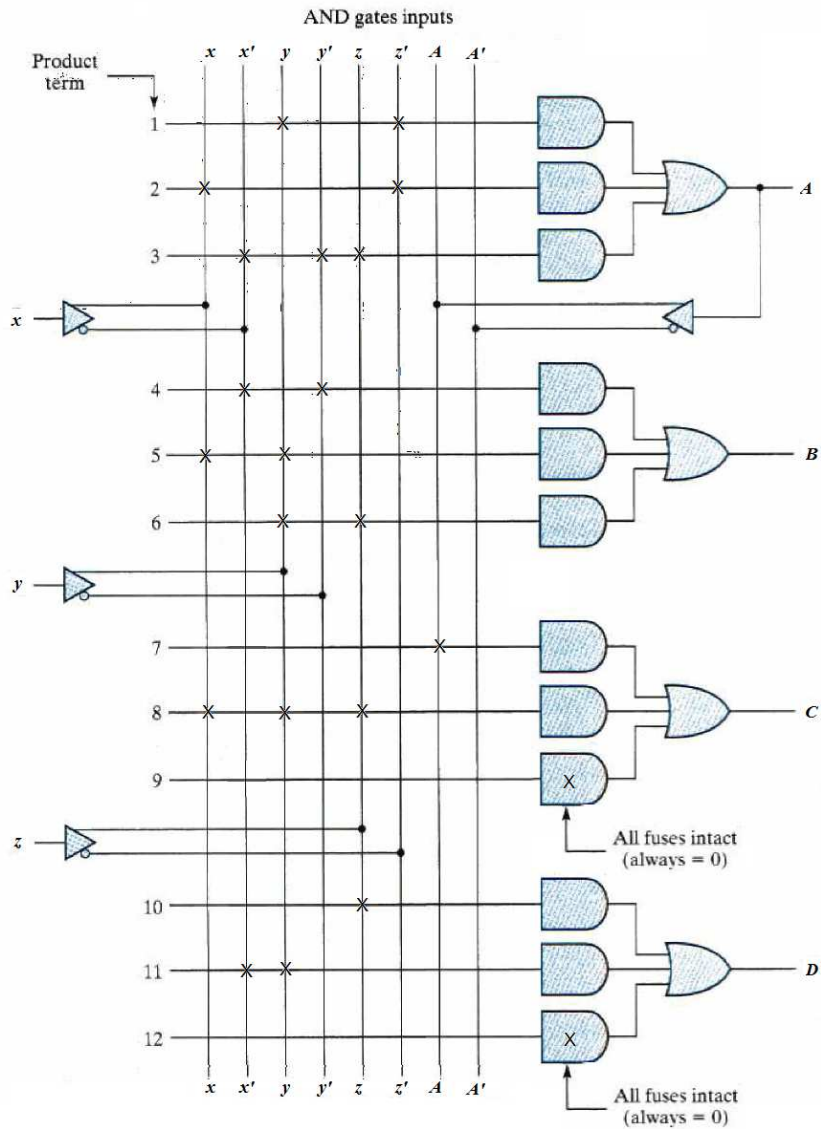 AND gates inputs
x x' y y' z z' A A'
Product
term
1
2
A
3
x
4
5
B
6
y
7
8
C
9
z
All fuses intact
(always = 0)
10
11
D
12
x x' y y' z z' A A'
All fuses intact
(always = 0)